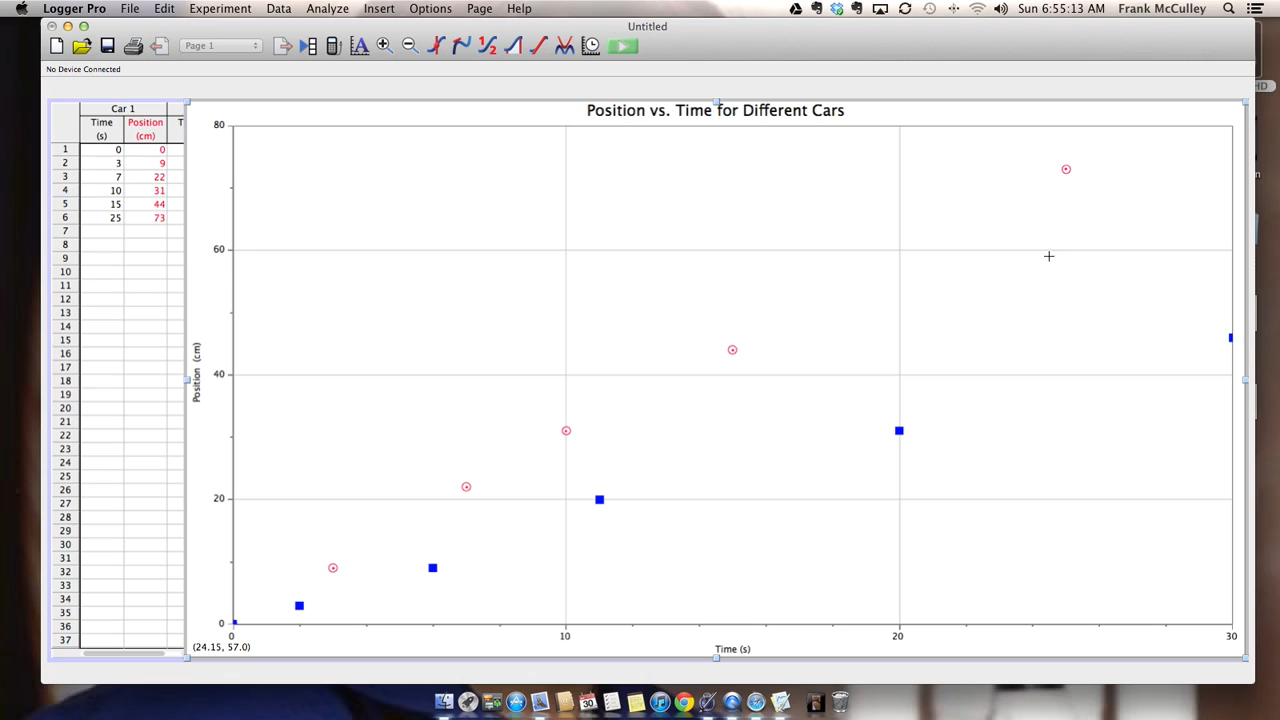 Logger Pro File Edit Experiment Data Analyze Insert Options Page Help Sun 6:55:13 AM Frank McCulley
Untitled
Page 1
No Device Connected
HD
Car 1
Time Position T
(s) (cm)
1 0 0
2 3 9
3 7 22
4 10 31
5 15 44
6 25 73
7
8
9
10
11
12
13
14
15
16
17
18
19
20
21
22
23
24
25
26
27
28
29
30
31
32
33
34
35
36
37
Position vs. Time for Different Cars
80
60
40
20
0
Position (cm)
0 10 20 30
(24.15, 57.0)
Time (s)
30